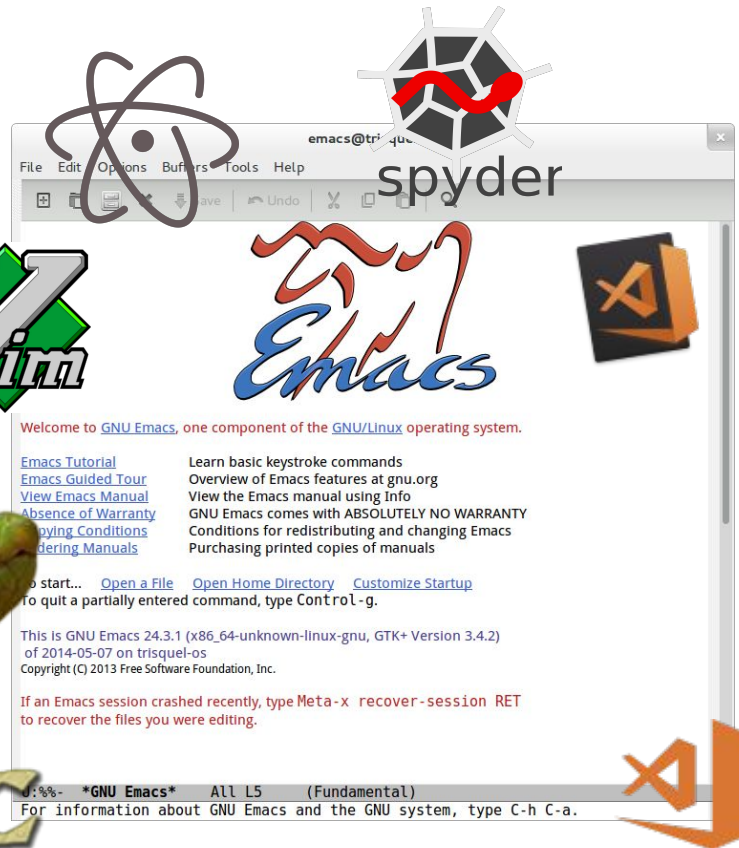 emacs@tri
spyder
File Edit Options Buffers Tools Help
Save Undo
Emacs
im
Welcome to GNU Emacs, one component of the GNU/Linux operating system.
Emacs Tutorial Learn basic keystroke commands
Emacs Guided Tour Overview of Emacs features at gnu.org
View Emacs Manual View the Emacs manual using Info
Absence of Warranty GNU Emacs comes with ABSOLUTELY NO WARRANTY
pying Conditions Conditions for redistributing and changing Emacs
dering Manuals Purchasing printed copies of manuals
o start... Open a File Open Home Directory Customize Startup
To quit a partially entered command, type Control-g.
This is GNU Emacs 24.3.1 (x86_64-unknown-linux-gnu, GTK+ Version 3.4.2)
of 2014-05-07 on trisquel-os
Copyright (C) 2013 Free Software Foundation, Inc.
If an Emacs session crashed recently, type Meta-x recover-session RET
to recover the files you were editing.
:%%- *GNU Emacs* All L5 (Fundamental)
For information about GNU Emacs and the GNU system, type C-h C-a.